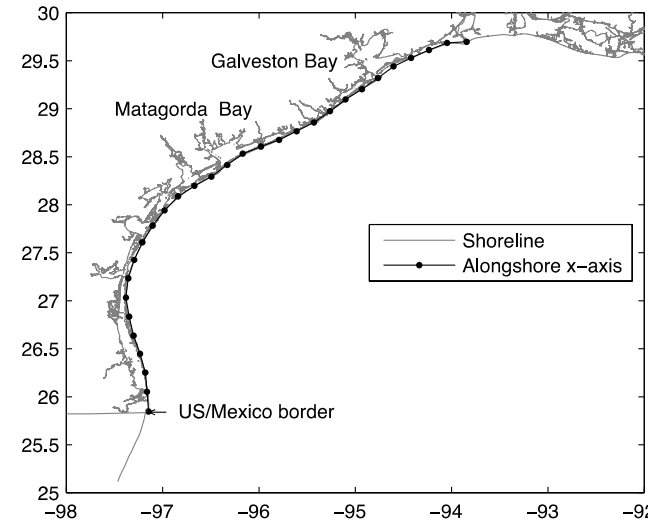 30
29.5
Galveston Bay
29
Matagorda Bay
28.5
28
27.5
Shoreline
Alongshore x-axis
27
26.5
26
US/Mexico border
25.5
25
-98 -97 -96 -95 -94 -93 -92